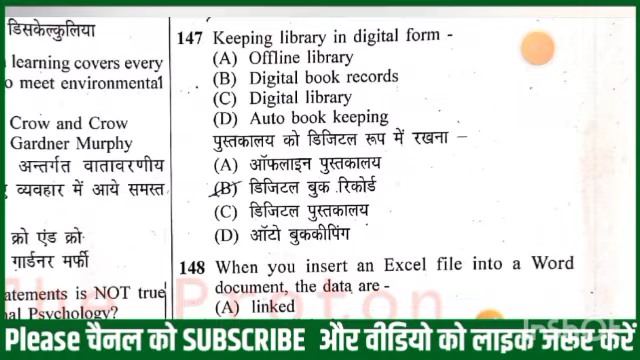 डिसकेल्कुलिया
learning covers every
o meet environmental
Crow and Crow
Gardner Murphy
अन्तर्गत वातावरणीय
व्यवहार में आये समस्त
क्रो एंड क्रो
गार्डनर मर्फी
atements is NOT true
al Psychology?
147 Keeping library in digital form -
(A) Offline library
(B) Digital book records
(C) Digital library
(D) Auto book keeping
पुस्तकालय को डिजिटल रूप में रखना –
(A) ऑफलाइन पुस्तकालय
(B) डिजिटल बुक रिकोर्ड
(C) डिजिटल पुस्तकालय
(D) ऑटो बुककीपिंग
148 When you insert an Excel file into a Word
document, the data are -
(A) linked
The Proton
Please चैनल को SUBSCRIBE और वीडियो को लाइक जरूर करें